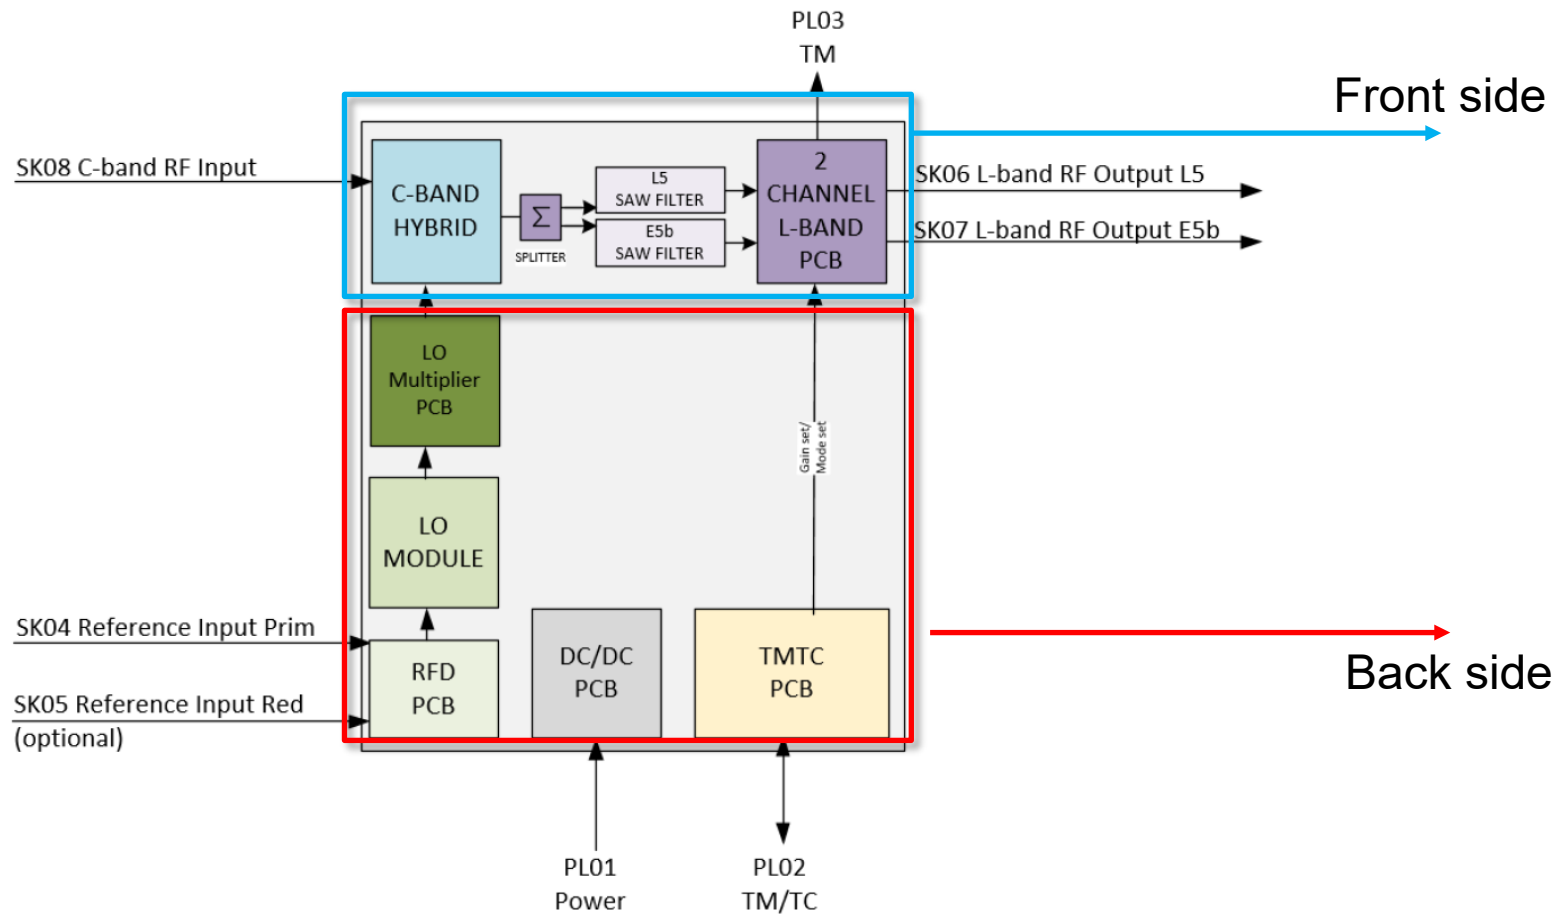 PL03
TM
Front side
SK08 C-band RF Input
C-BAND
HYBRID
Σ
SPLITTER
L5
SAW FILTER
E5b
SAW FILTER
2
CHANNEL
L-BAND
PCB
SK06 L-band RF Output L5
SK07 L-band RF Output E5b
LO
Multiplier
PCB
Gain set/
Mode set
LO
MODULE
SK04 Reference Input Prim
SK05 Reference Input Red
(optional)
RFD
PCB
DC/DC
PCB
TMTC
PCB
Back side
PL01
Power
PL02
TM/TC